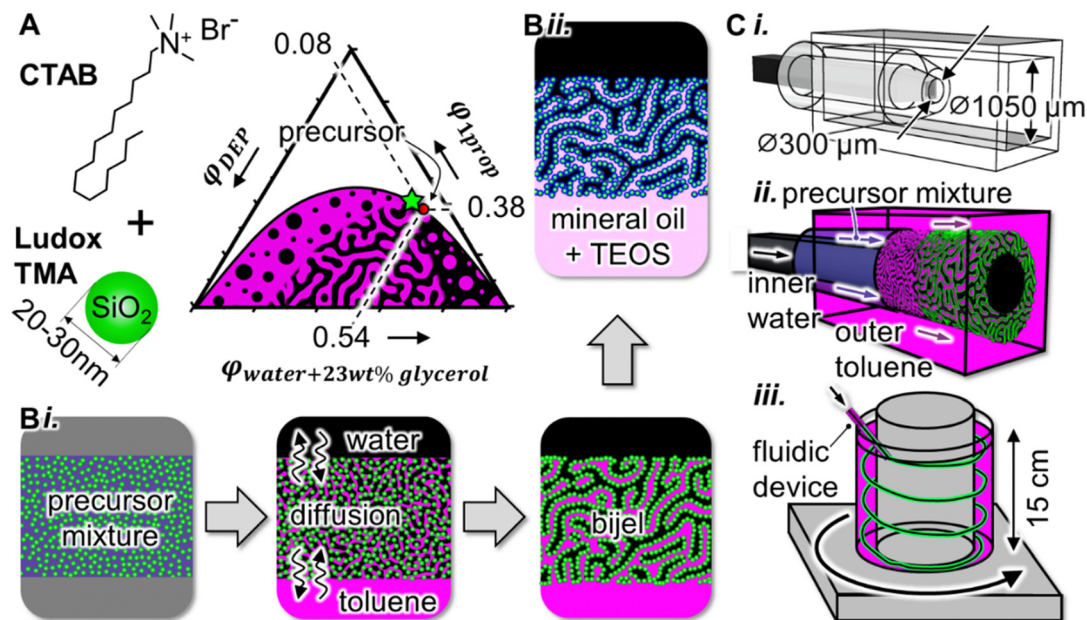 A
CTAB
N+ Br-
+
Ludox
TMA
SiO2
20-30nm
0.08
precursor
φDEP
φ1prop
0.38
0.54
φwater+23wt% glycerol
B i.
precursor
mixture
water
diffusion
toluene
bijel
B ii.
mineral oil
+ TEOS
C i.
Ø1050 µm
Ø300 µm
ii. precursor mixture
inner
water
outer
toluene
iii.
fluidic
device
15 cm